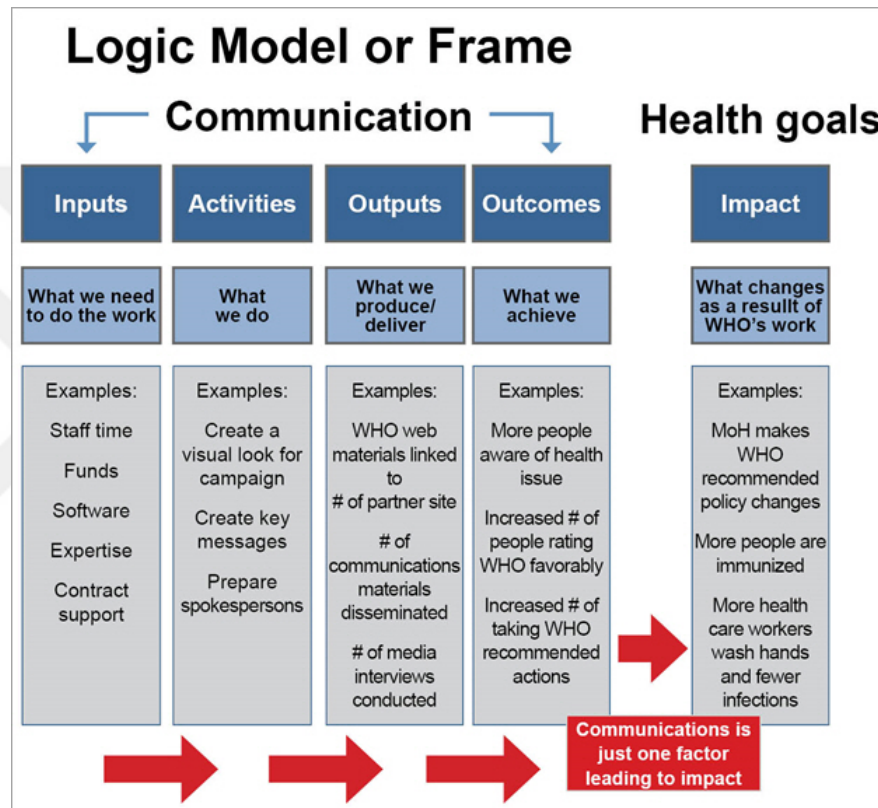 Logic Model or Frame
Communication
Health goals
Inputs
Activities
Outputs
Outcomes
Impact
What we need
to do the work
What
we do
What we
produce/
deliver
What we
achieve
What changes
as a resullt of
WHO's work
Examples:
Staff time
Funds
Software
Expertise
Contract
support
Examples:
Create a
visual look for
campaign
Create key
messages
Prepare
spokespersons
Examples:
WHO web
materials linked
to
# of partner site
# of
communications
materials
disseminated
# of media
interviews
conducted
Examples:
More people
aware of health
issue
Increased # of
people rating
WHO favorably
Increased # of
taking WHO
recommended
actions
Examples:
MoH makes
WHO
recommended
policy changes
More people are
immunized
More health
care workers
wash hands
and fewer
infections
Communications is
just one factor
leading to impact